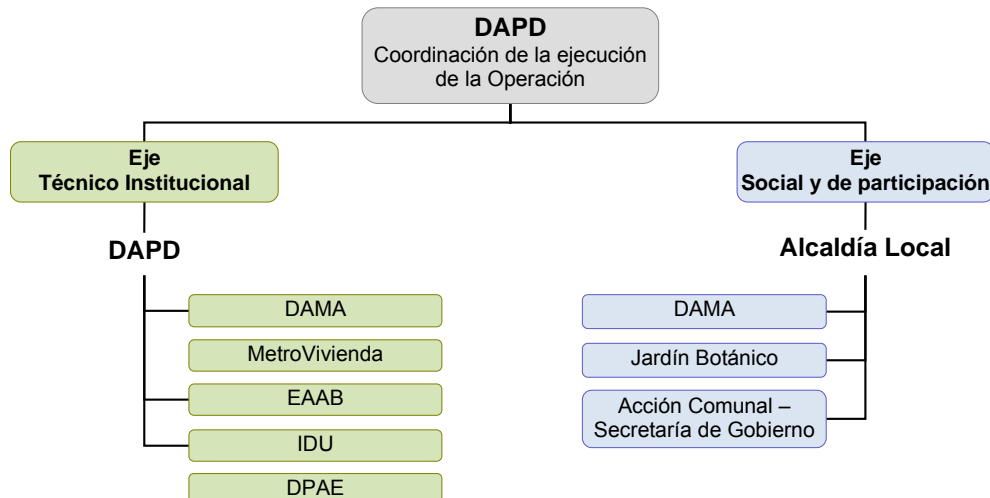 DAPD
Coordinación de la ejecución
de la Operación
Eje
Técnico Institucional
DAPD
DAMA
MetroVivienda
EAAB
IDU
DPAE
Eje
Social y de participación
Alcaldía Local
DAMA
Jardín Botánico
Acción Comunal –
Secretaría de Gobierno